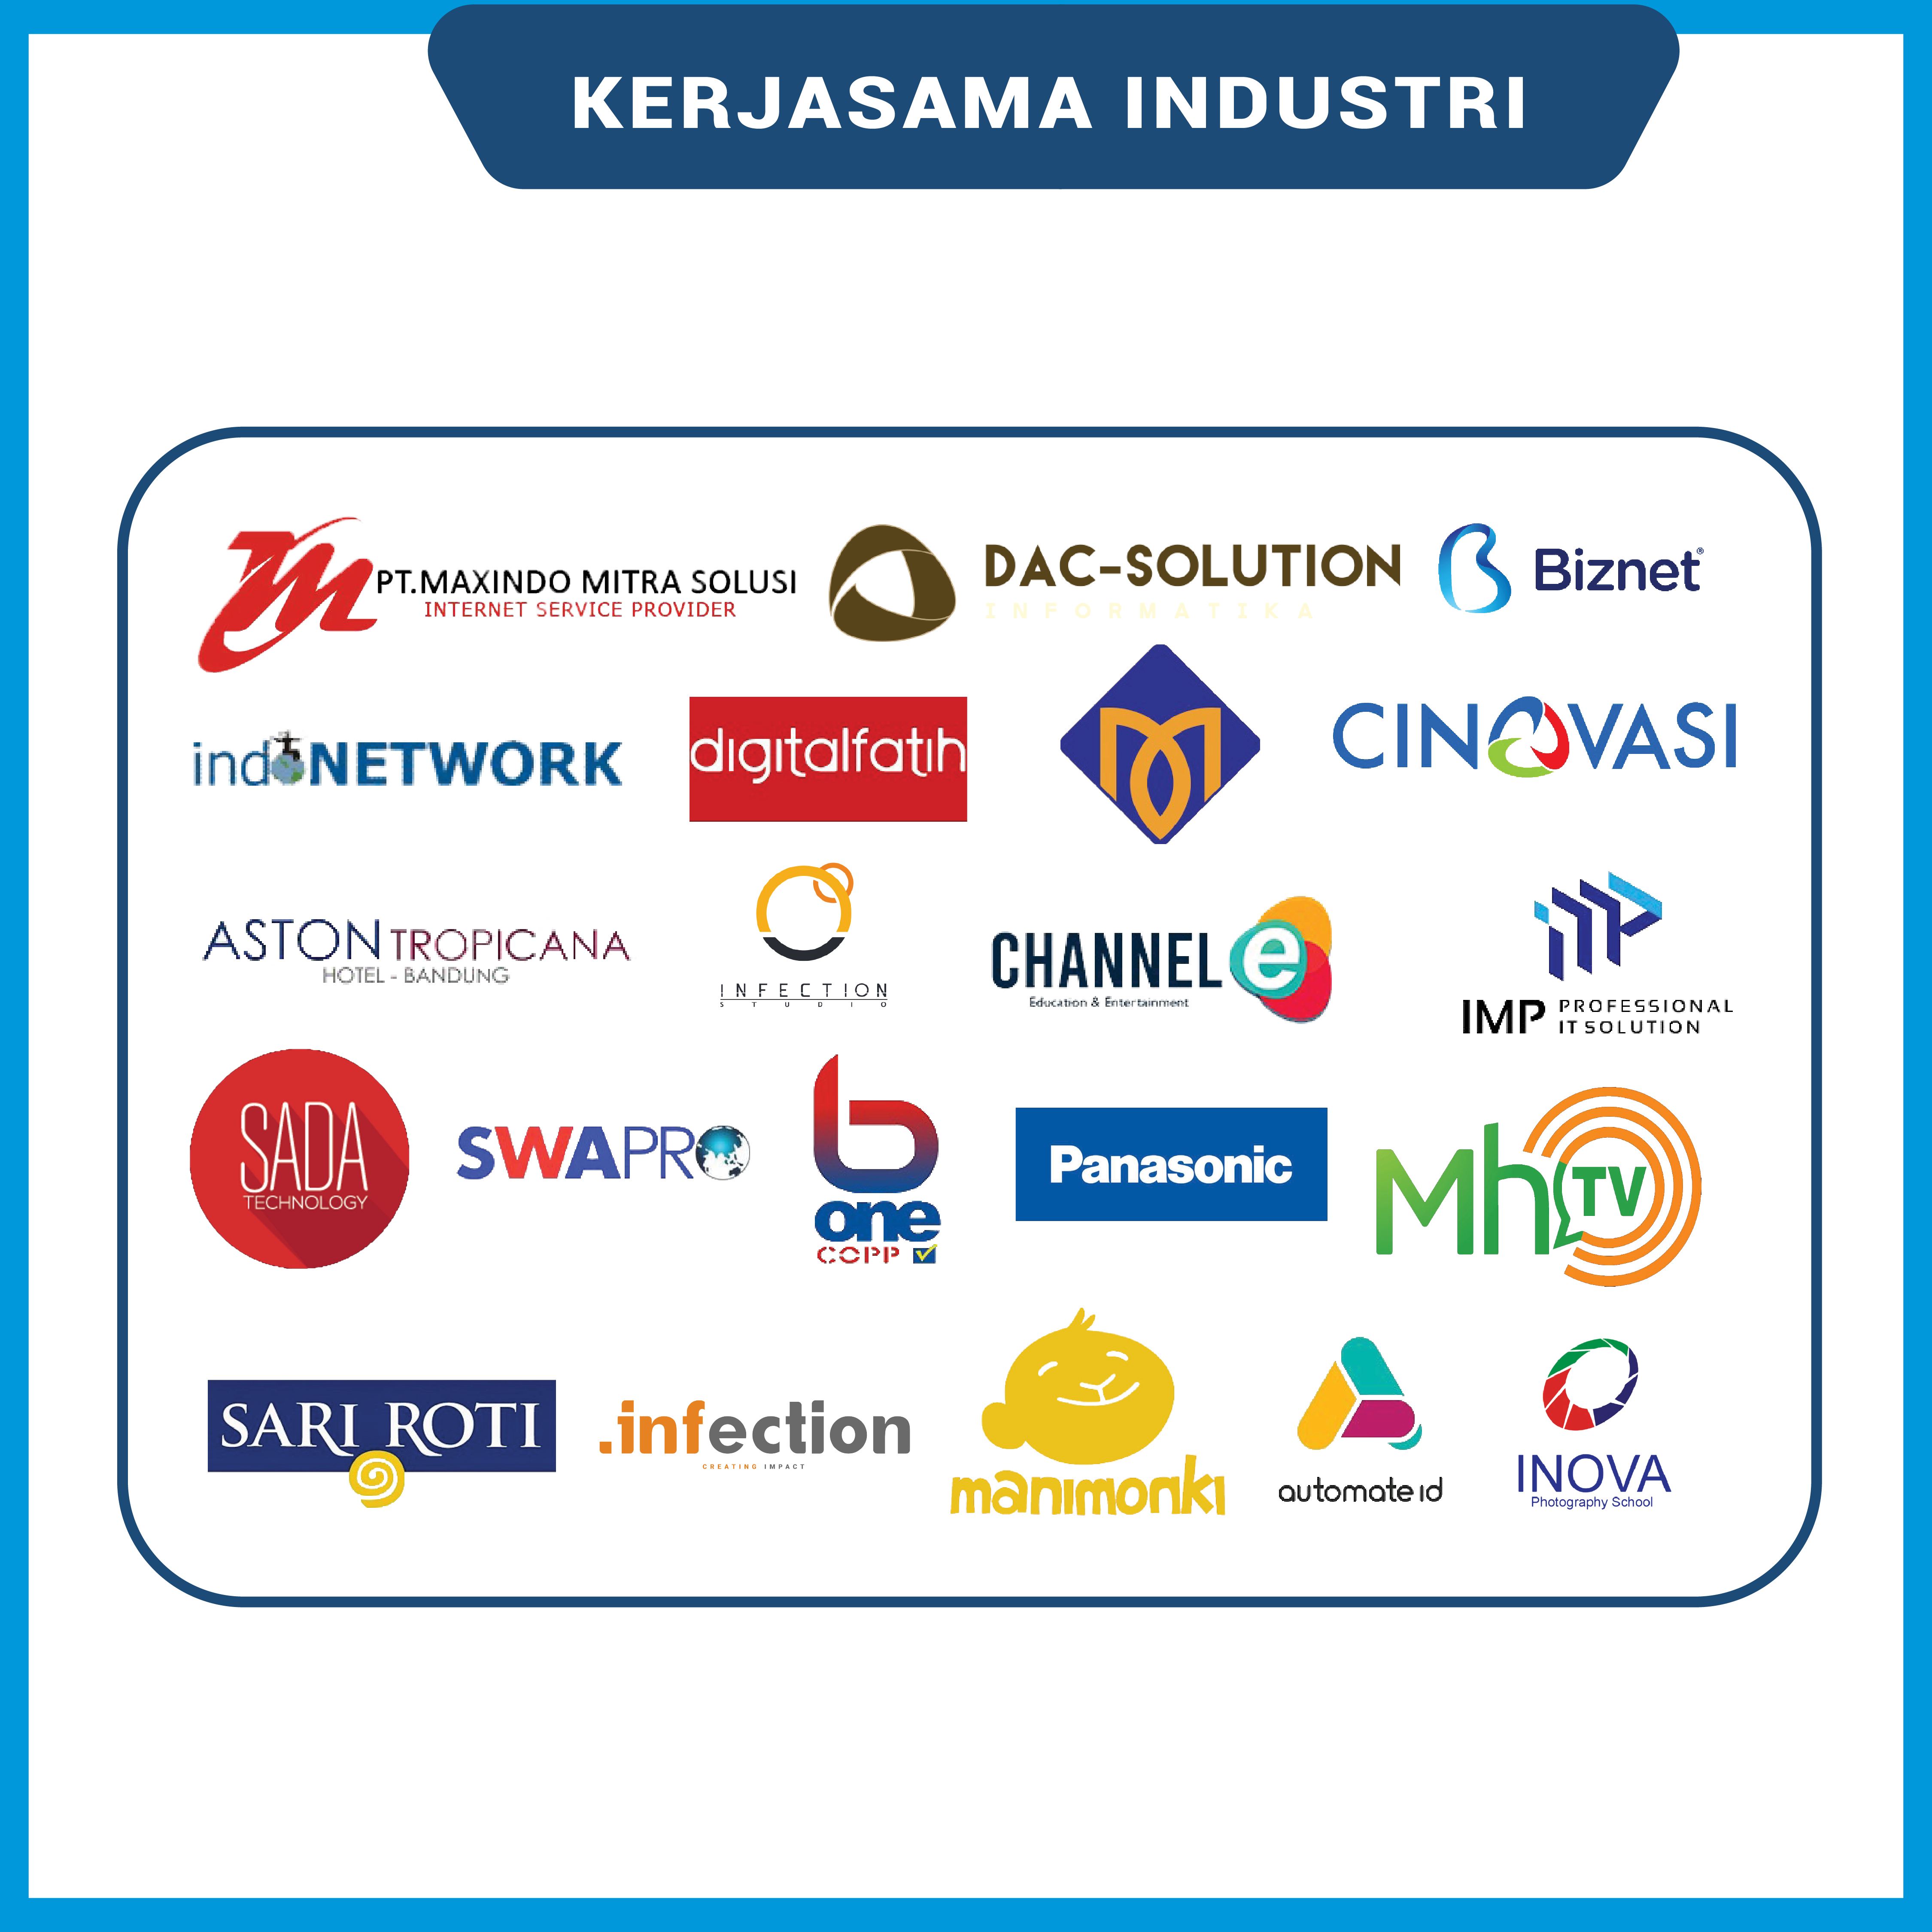 KERJASAMA INDUSTRI
PT.MAXINDO MITRA SOLUSI
INTERNET SERVICE PROVIDER
DAC-SOLUTION
INFORMATIKA
Biznet®
indoNETWORK
digitalfatih
CINOVASI
ASTON TROPICANA
HOTEL - BANDUNG
INFECTION
STUDIO
CHANNEL e
Education & Entertainment
IMP PROFESSIONAL
IT SOLUTION
SADA
TECHNOLOGY
SWAPRO
b
one
COPP
Panasonic
Mh TV
SARI ROTI
.infection
CREATING IMPACT
manimonki
automate id
INOVA
Photography School